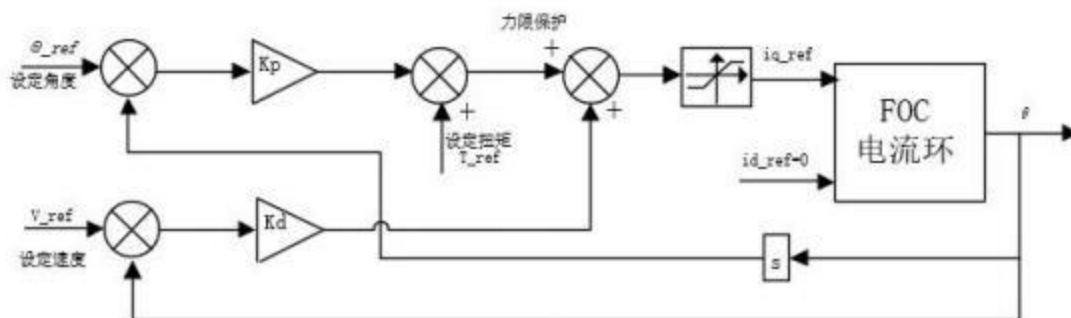 力限保护
Θ_ref
设定角度
Kp
+
+
iq_ref
FOC
电流环
θ
+
+
设定扭矩
T_ref
id_ref=0
V_ref
设定速度
Kd
s